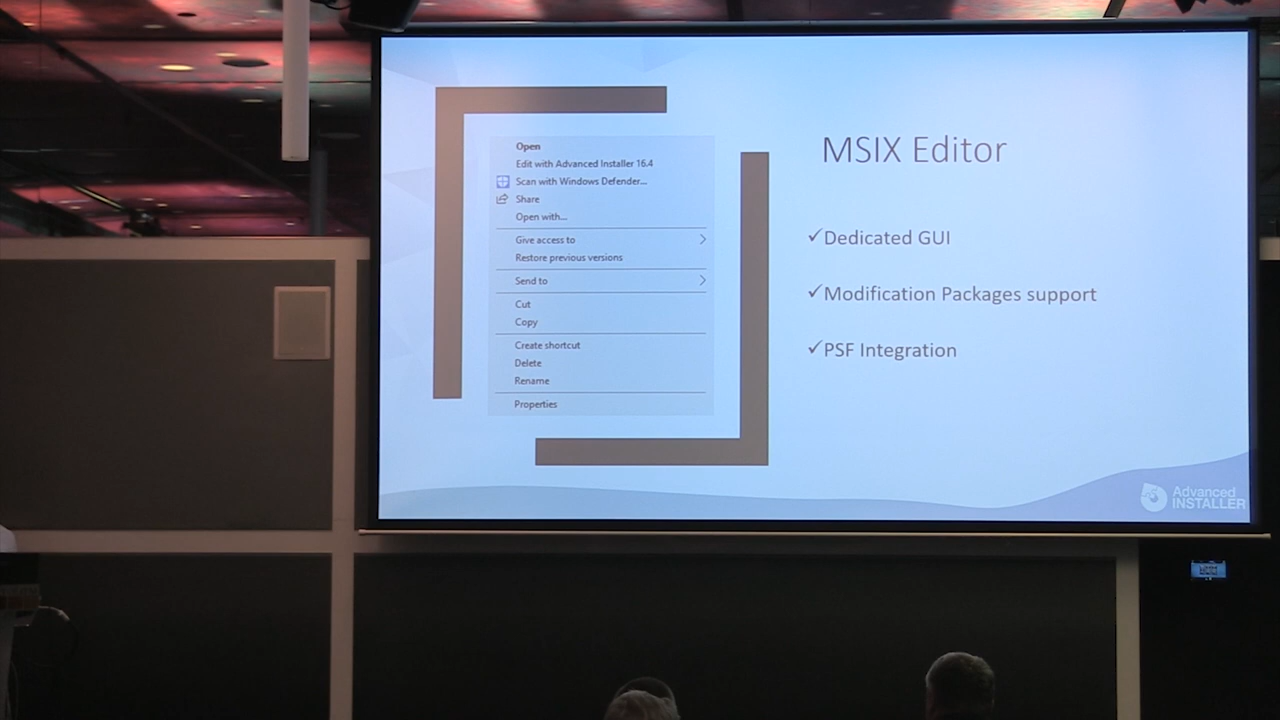 Open
Edit with Advanced Installer 16.4
Scan with Windows Defender...
Share
Open with...
Give access to
Restore previous versions
Send to
Cut
Copy
Create shortcut
Delete
Rename
Properties
MSIX Editor
✓Dedicated GUI
✓Modification Packages support
✓PSF Integration
Advanced
INSTALLER